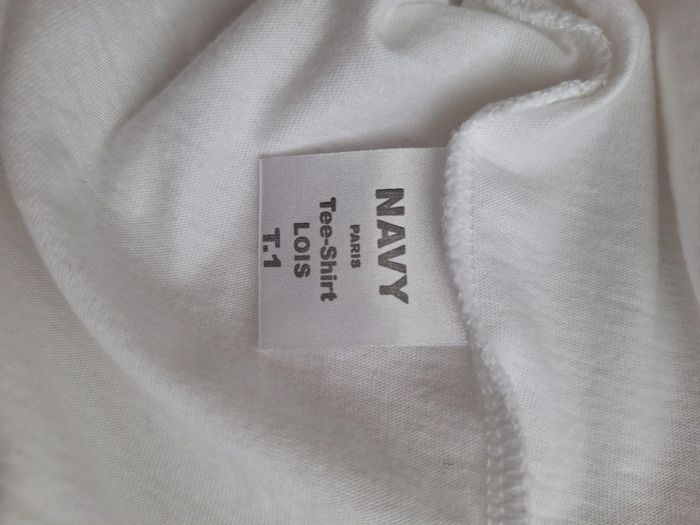 NAVY
PARIS
Tee-Shirt
LOIS
T.1